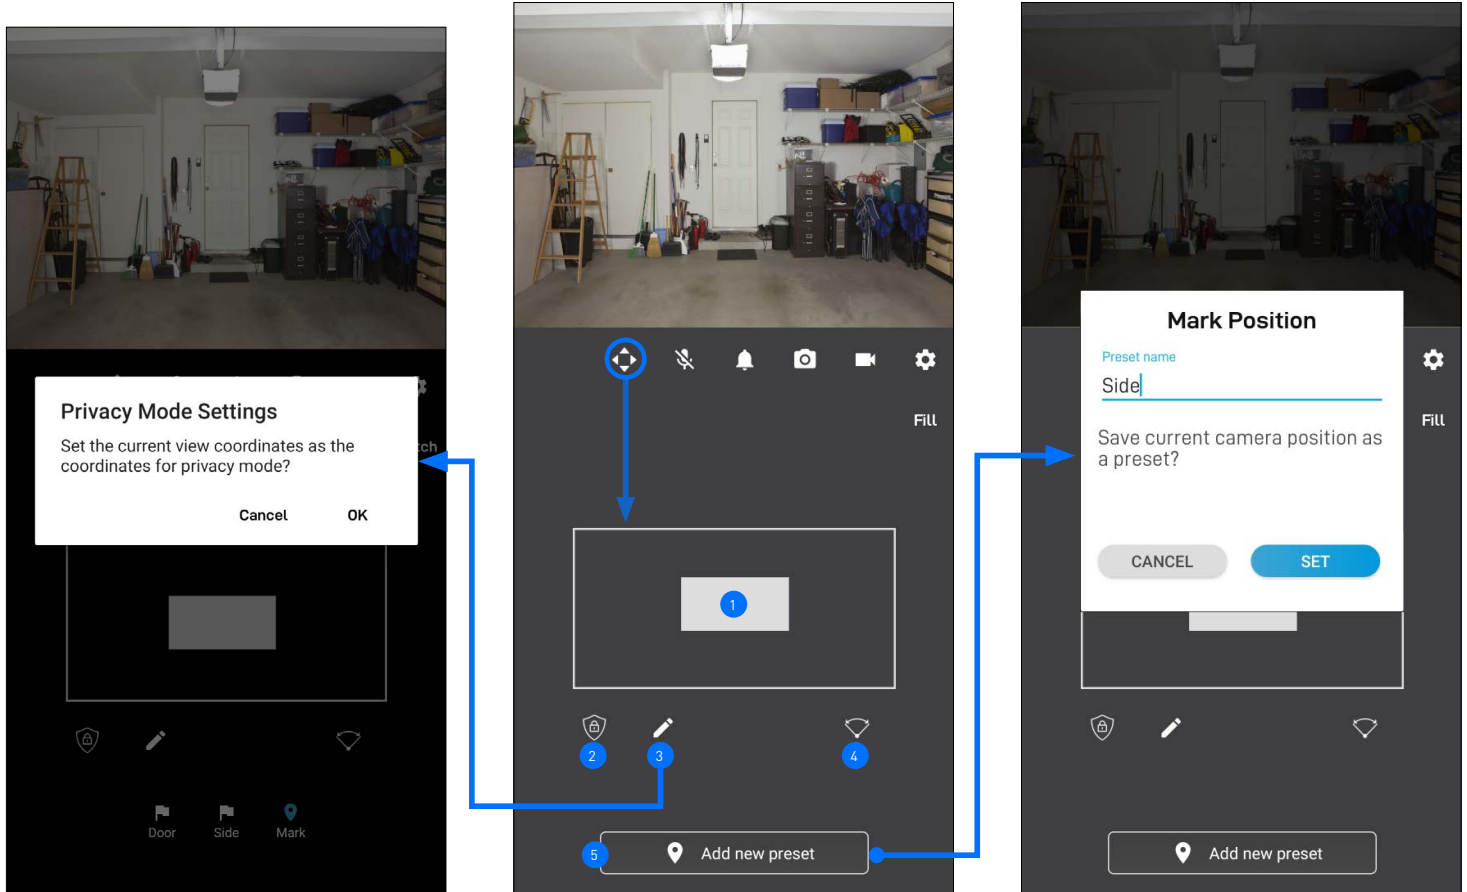 Privacy Mode Settings
Set the current view coordinates as the
coordinates for privacy mode?
Cancel OK
tch
Door Side Mark
Fill
1
2 3 4
5 Add new preset
Mark Position
Preset name
Side
Save current camera position as
a preset?
CANCEL SET
Fill
Add new preset